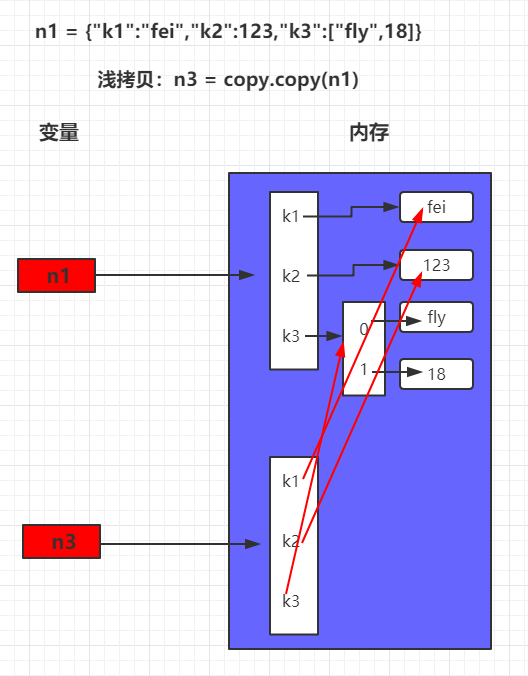 n1 = {"k1":"fei","k2":123,"k3":["fly",18]}
浅拷贝：n3 = copy.copy(n1)
变量
内存
k1
fei
k2
123
n1
fly
k3
0
1
18
k1
n3
k2
k3